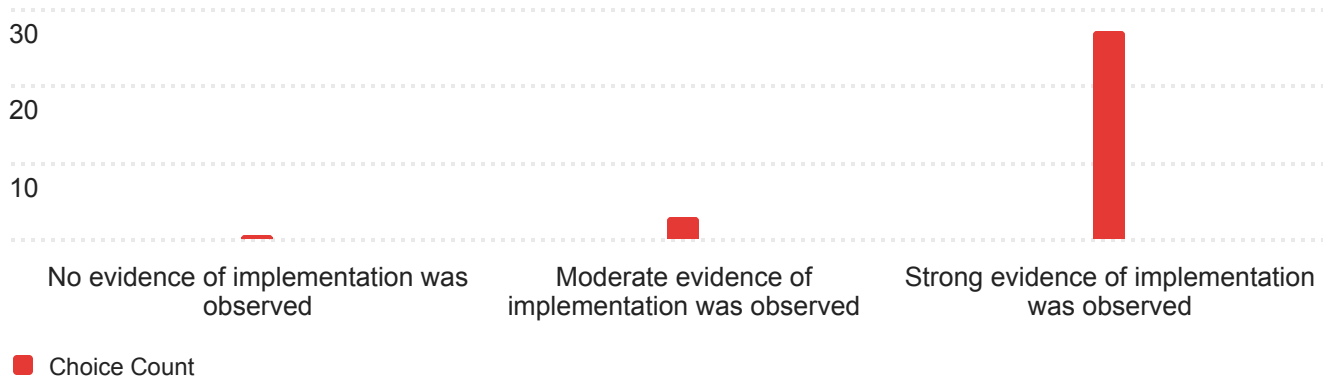 30
20
10
No evidence of implementation was
observed
Moderate evidence of
implementation was observed
Strong evidence of implementation
was observed
Choice Count